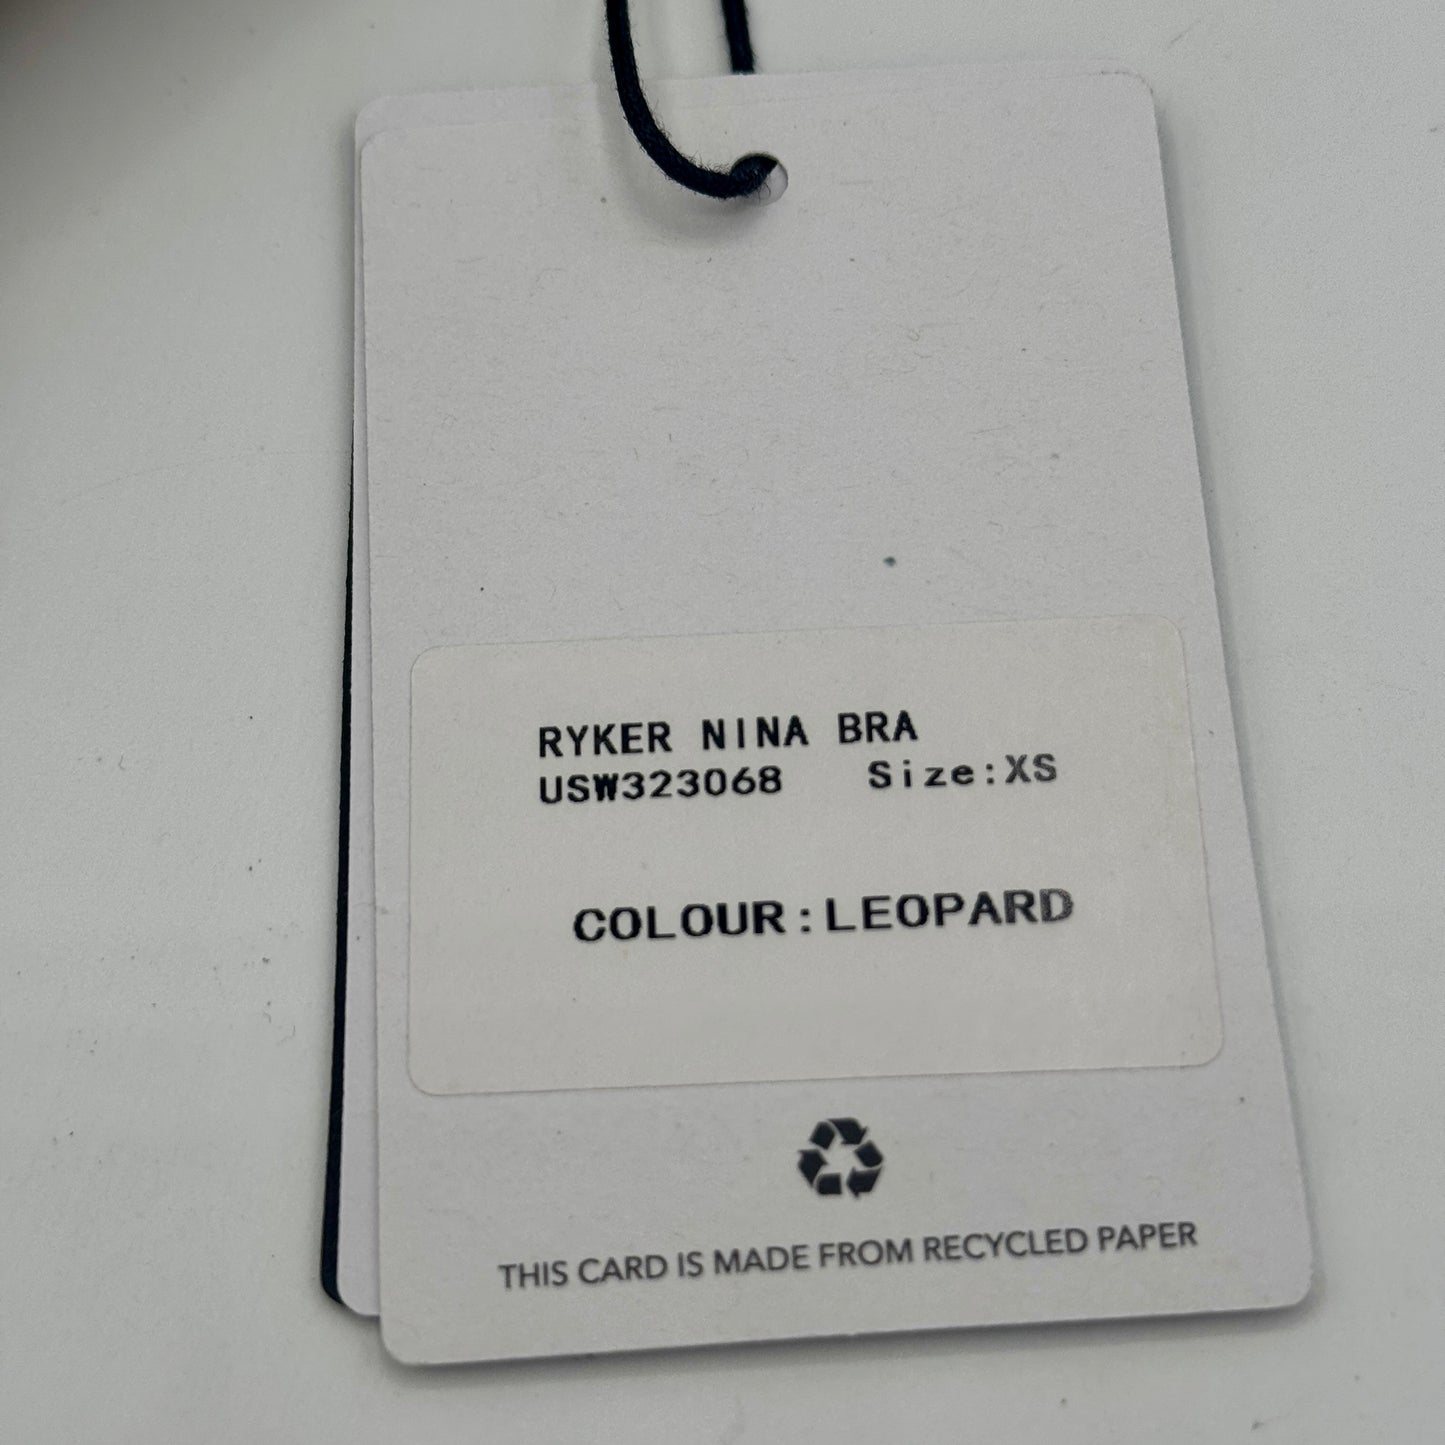 RYKER NINA BRA
USW323068 Size:XS
COLOUR:LEOPARD
THIS CARD IS MADE FROM RECYCLED PAPER